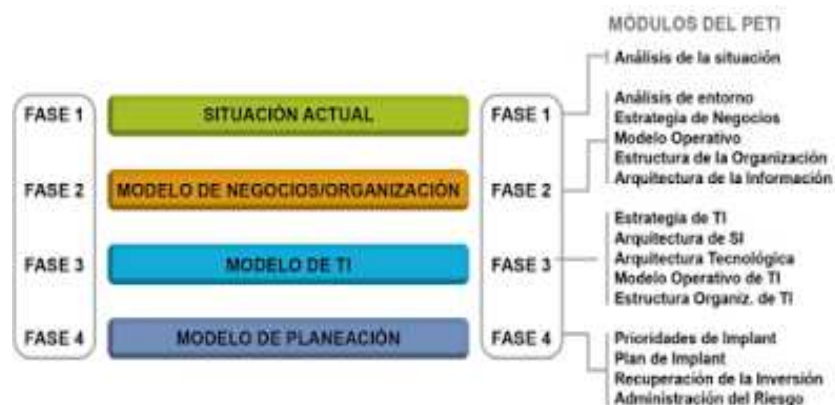 MÓDULOS DEL PETI
Análisis de la situación
FASE 1
SITUACIÓN ACTUAL
FASE 1
Análisis de entorno
Estrategia de Negocios
Modelo Operativo
Estructura de la Organización
Arquitectura de la Información
FASE 2
MODELO DE NEGOCIOS/ORGANIZACIÓN
FASE 2
Estrategia de TI
Arquitectura de SI
Arquitectura Tecnológica
Modelo Operativo de TI
Estructura Organiz. de TI
FASE 3
MODELO DE TI
FASE 3
FASE 4
MODELO DE PLANEACIÓN
FASE 4
Prioridades de Implant
Plan de Implant
Recuperación de la Inversión
Administración del Riesgo